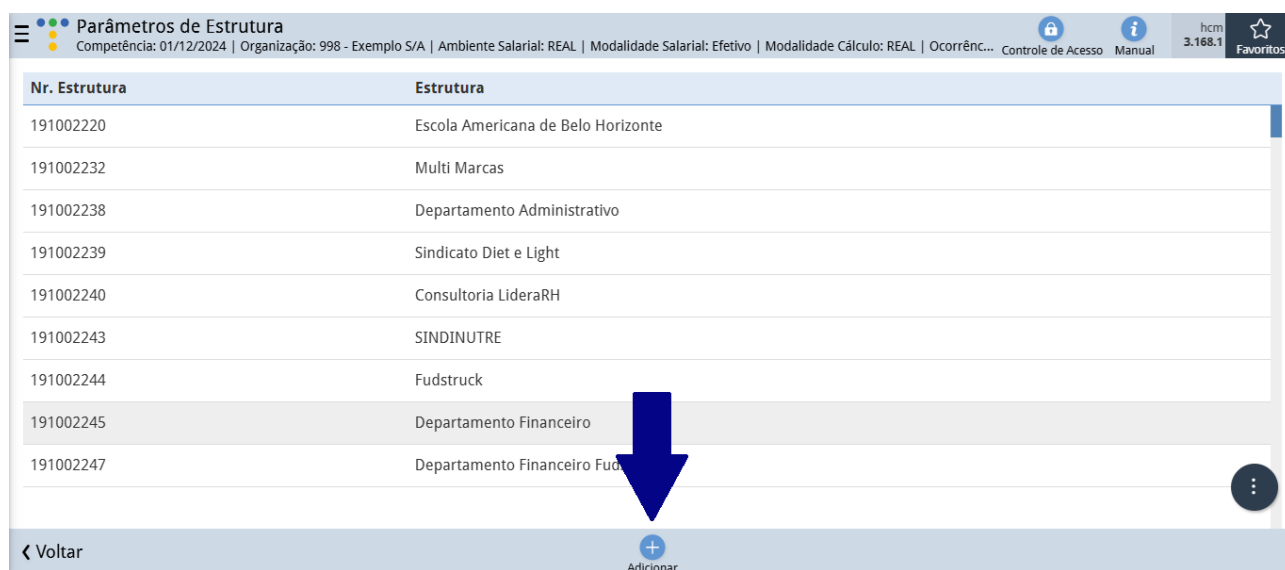 Parâmetros de Estrutura
Competência: 01/12/2024 | Organização: 998 - Exemplo S/A | Ambiente Salarial: REAL | Modalidade Salarial: Efetivo | Modalidade Cálculo: REAL | Ocorrênc...
Controle de Acesso
Manual
hcm
3.168.1
Favoritos
Nr. Estrutura Estrutura
191002220 Escola Americana de Belo Horizonte
191002232 Multi Marcas
191002238 Departamento Administrativo
191002239 Sindicato Diet e Light
191002240 Consultoria LideraRH
191002243 SINDINUTRE
191002244 Fudstruck
191002245 Departamento Financeiro
191002247 Departamento Financeiro
Voltar
Adicionar